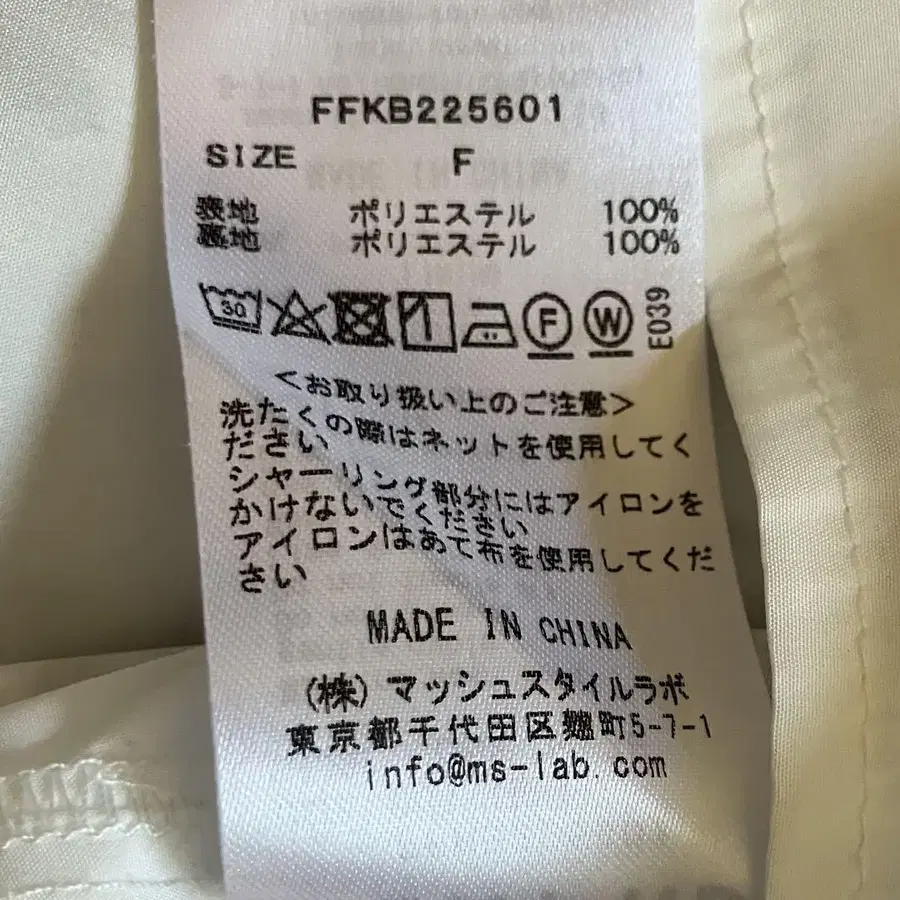 FFKB225601
SIZE F
表地 ポリエステル 100%
裏地 ポリエステル 100%
30 F W E039
<お取り扱い上のご注意>
洗たくの際はネットを使用してく
ださい
シャーリング部分にはアイロンを
かけないでください
アイロンはあて布を使用してくだ
さい
MADE IN CHINA
(株)マッシュスタイルラボ
東京都千代田区麹町5-7-1
info@ms-lab.com